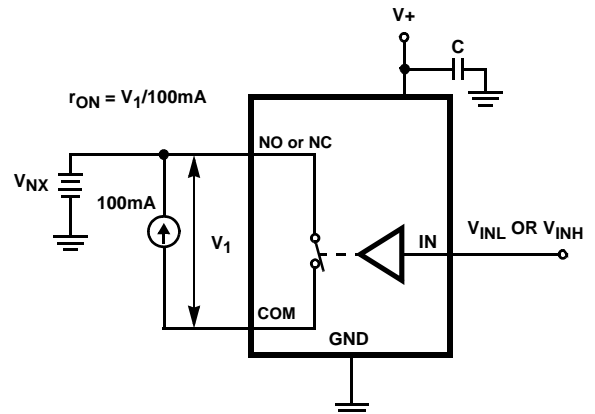 V+
C
rON = V1/100mA
NO or NC
VNX
100mA
V1
IN
VINL OR VINH
COM
GND